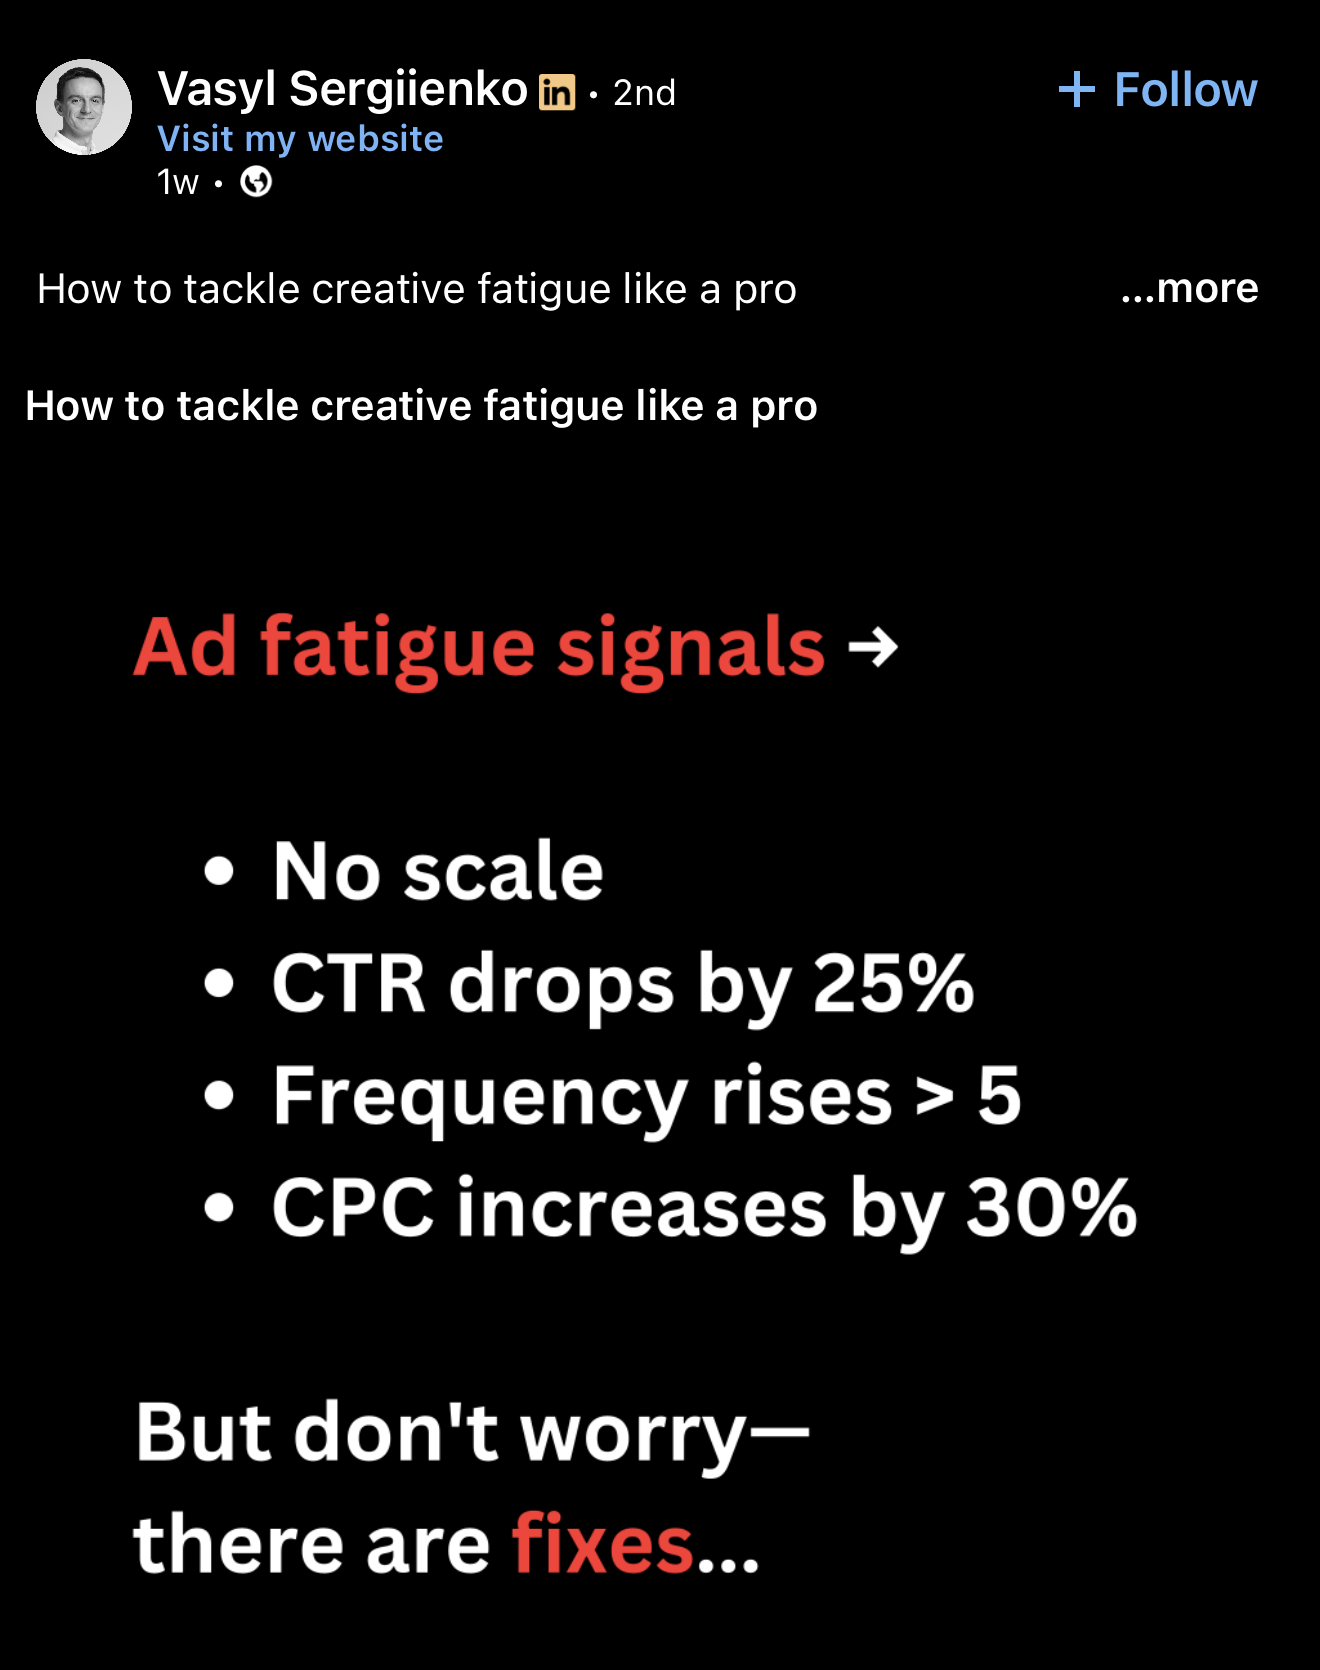 Vasyl Sergiienko in • 2nd
+ Follow
Visit my website
1w •
How to tackle creative fatigue like a pro
...more
How to tackle creative fatigue like a pro
Ad fatigue signals →
• No scale
• CTR drops by 25%
• Frequency rises > 5
• CPC increases by 30%
But don't worry—
there are fixes...